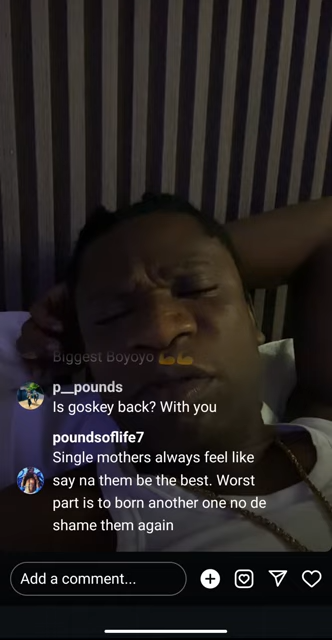 Biggest Boyoyo 💪💪
p__pounds
Is goskey back? With you
poundsoflife7
Single mothers always feel like
say na them be the best. Worst
part is to born another one no de
shame them again
Add a comment...